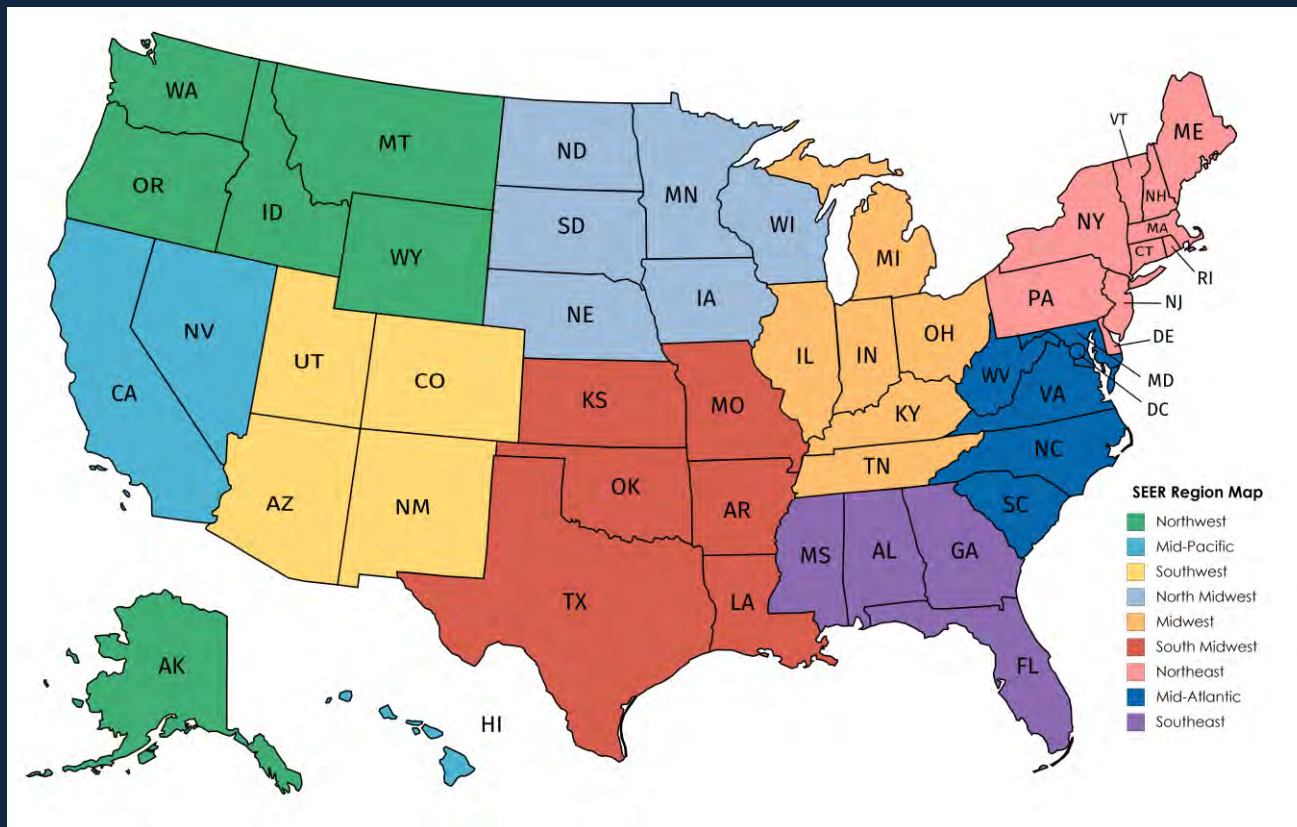 WA
MT
ND
MN
VT
ME
OR
ID
SD
WI
NY
NH
MA
WY
MI
CT
RI
NE
IA
PA
NJ
NV
OH
DE
UT
CO
IL
IN
WV
MD
CA
KS
MO
KY
VA
DC
TN
NC
AZ
NM
OK
AR
SC
MS
AL
GA
TX
LA
FL
AK
HI
SEER Region Map
Northwest
Mid-Pacific
Southwest
North Midwest
Midwest
South Midwest
Northeast
Mid-Atlantic
Southeast